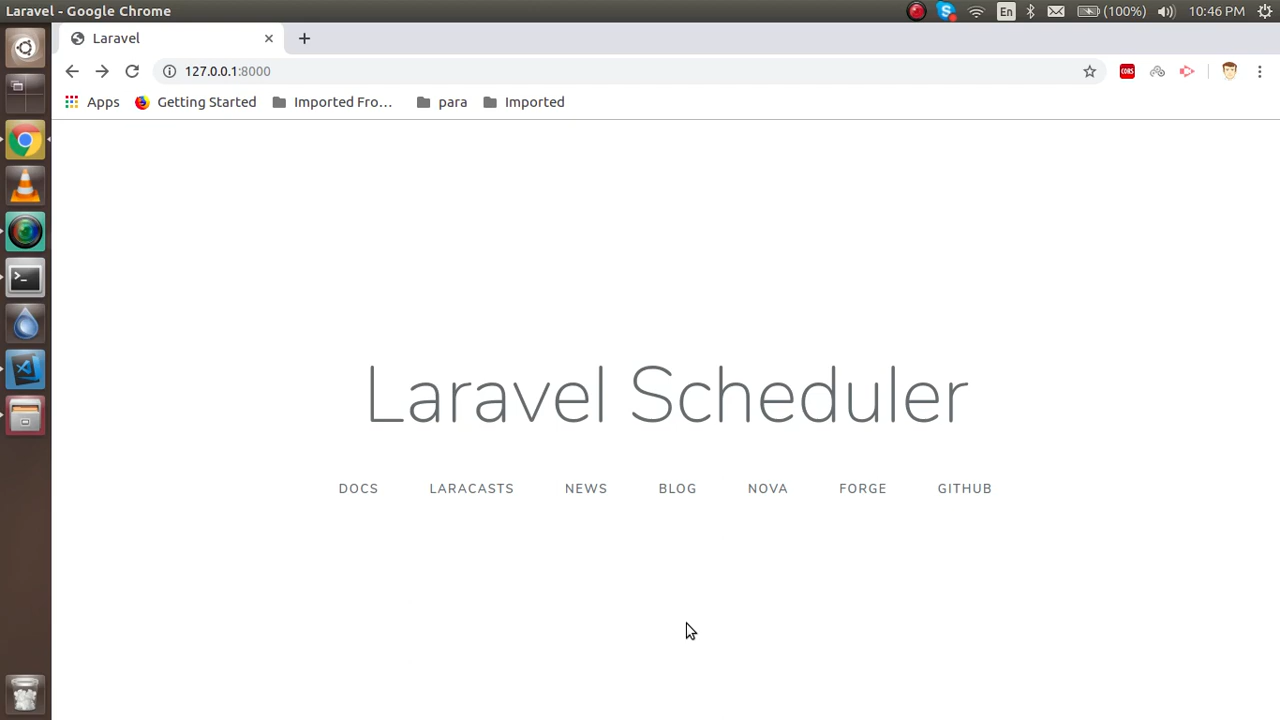 Laravel - Google Chrome
En
(100%)
10:46 PM
Laravel
127.0.0.1:8000
CORS
Apps
Getting Started
Imported Fro...
para
Imported
Laravel Scheduler
DOCS
LARACASTS
NEWS
BLOG
NOVA
FORGE
GITHUB